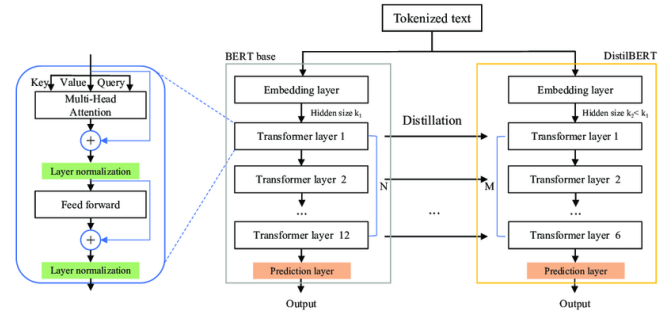 Tokenized text
BERT base
DistilBERT
Key Value Query
Multi-Head
Attention
+
Layer normalization
Feed forward
+
Layer normalization
Embedding layer
Hidden size k₁
Transformer layer 1
Transformer layer 2
...
Transformer layer 12
Prediction layer
Output
N
Distillation
...
M
Embedding layer
Hidden size k₂< k₁
Transformer layer 1
Transformer layer 2
...
Transformer layer 6
Prediction layer
Output